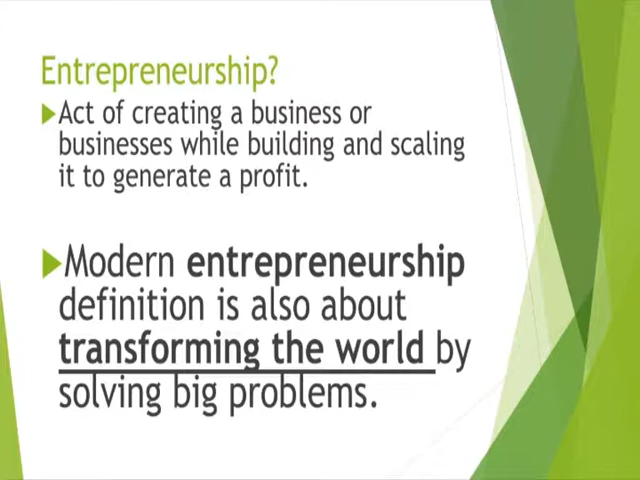 Entrepreneurship?
Act of creating a business or
businesses while building and scaling
it to generate a profit.
Modern entrepreneurship
definition is also about
transforming the world by
solving big problems.